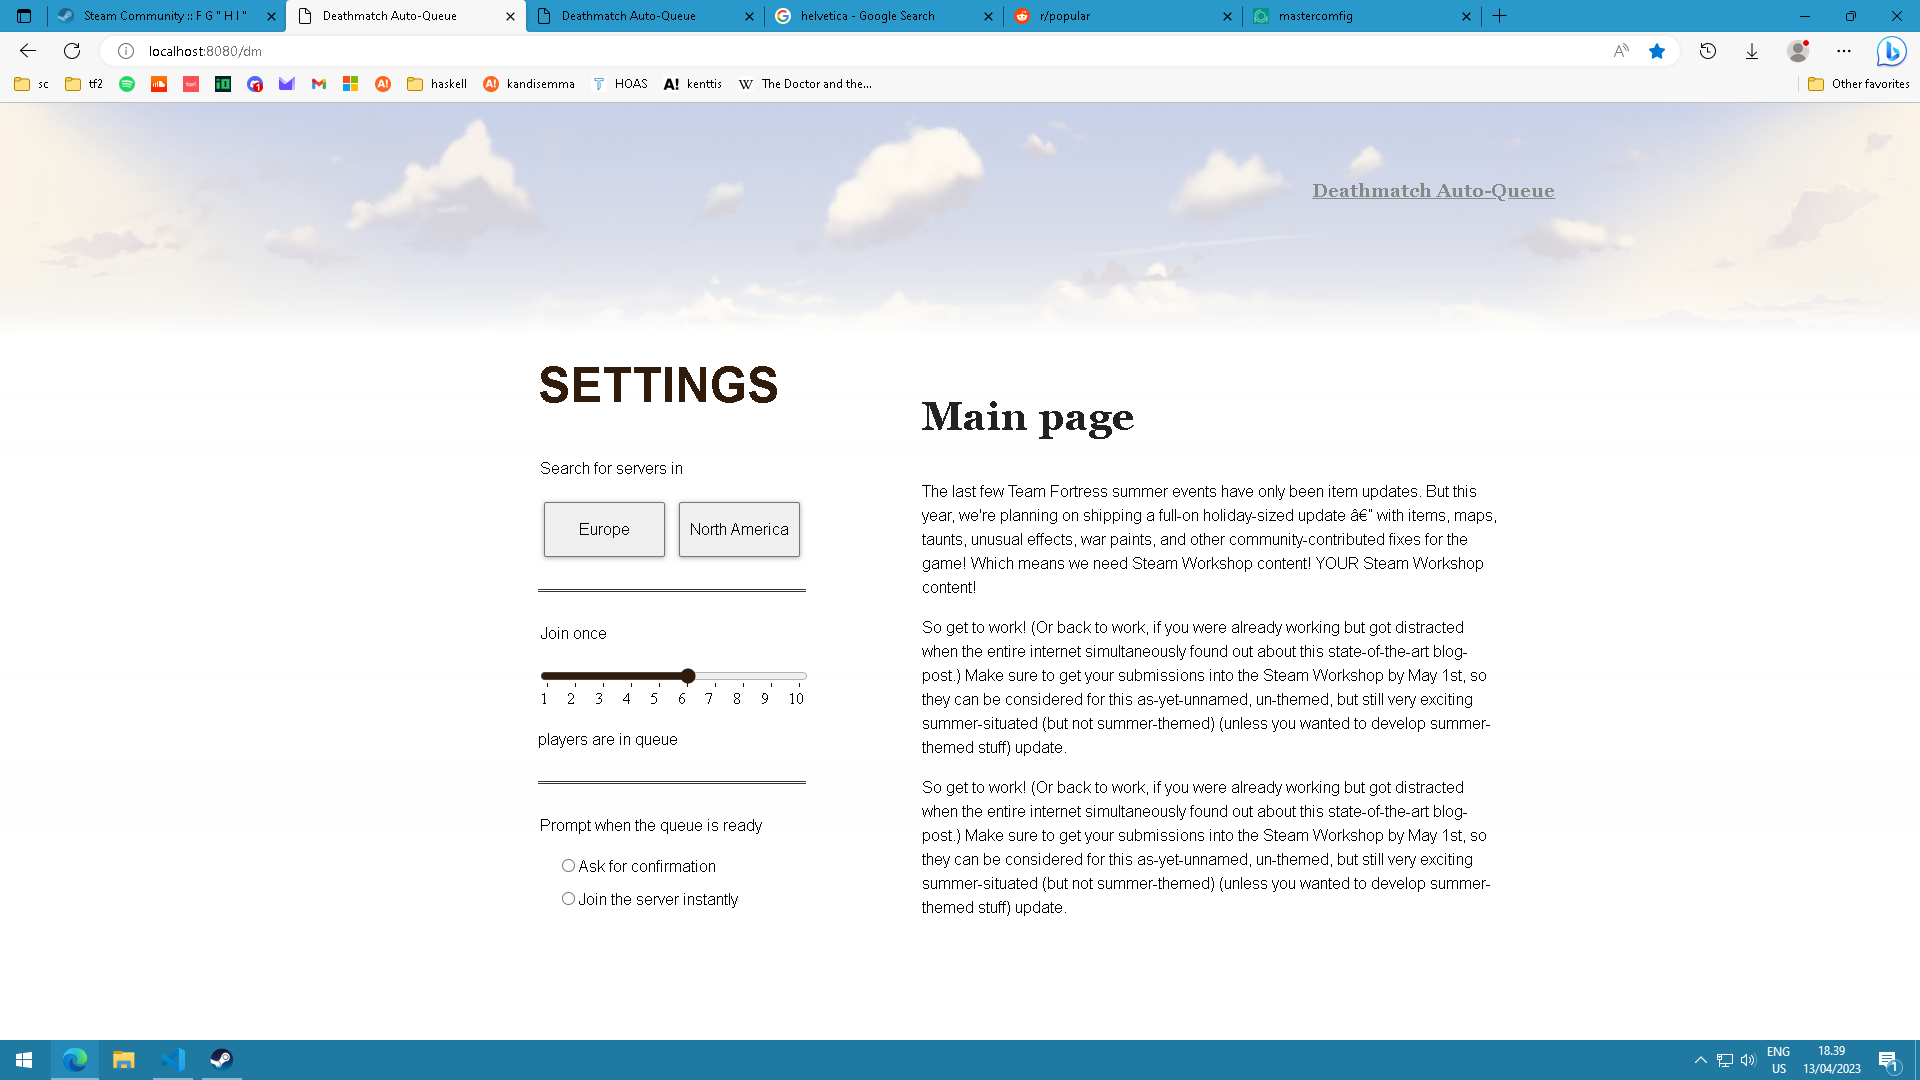 Steam Community :: F G " H I "
Deathmatch Auto-Queue
Deathmatch Auto-Queue
helvetica - Google Search
r/popular
mastercomfig
localhost:8080/dm
sc
tf2
haskell
kandisemma
HOAS
kenttis
The Doctor and the...
Other favorites
Deathmatch Auto-Queue
SETTINGS
Search for servers in
Europe
North America
Join once
1 2 3 4 5 6 7 8 9 10
players are in queue
Prompt when the queue is ready
Ask for confirmation
Join the server instantly
Main page
The last few Team Fortress summer events have only been item updates. But this
year, we're planning on shipping a full-on holiday-sized update â€” with items, maps,
taunts, unusual effects, war paints, and other community-contributed fixes for the
game! Which means we need Steam Workshop content! YOUR Steam Workshop
content!
So get to work! (Or back to work, if you were already working but got distracted
when the entire internet simultaneously found out about this state-of-the-art blog-
post.) Make sure to get your submissions into the Steam Workshop by May 1st, so
they can be considered for this as-yet-unnamed, un-themed, but still very exciting
summer-situated (but not summer-themed) (unless you wanted to develop summer-
themed stuff) update.
So get to work! (Or back to work, if you were already working but got distracted
when the entire internet simultaneously found out about this state-of-the-art blog-
post.) Make sure to get your submissions into the Steam Workshop by May 1st, so
they can be considered for this as-yet-unnamed, un-themed, but still very exciting
summer-situated (but not summer-themed) (unless you wanted to develop summer-
themed stuff) update.
ENG
US
18.39
13/04/2023
1